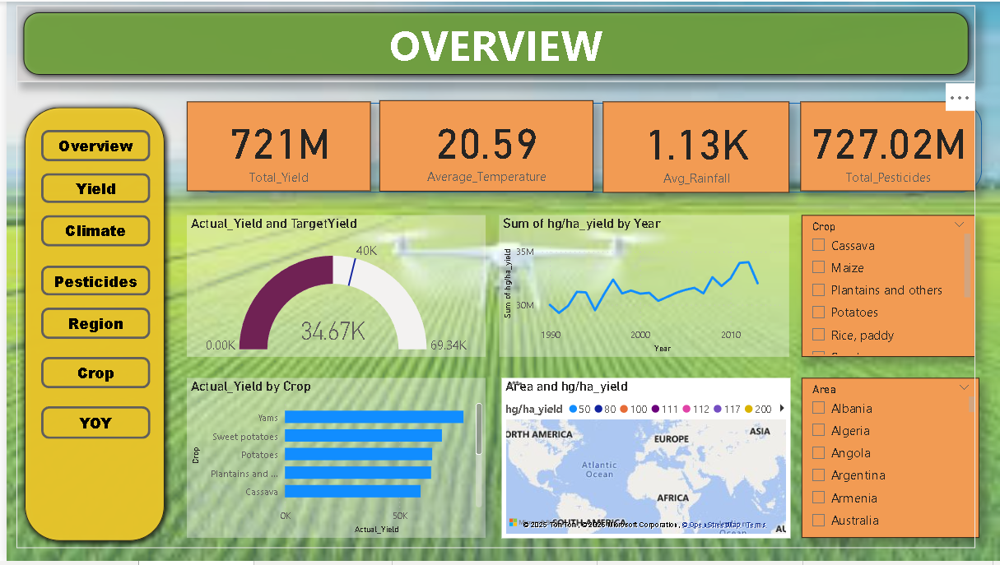 OVERVIEW
Overview
Yield
Climate
Pesticides
Region
Crop
YOY
721M
Total_Yield
20.59
Average_Temperature
1.13K
Avg_Rainfall
727.02M
Total_Pesticides
Actual_Yield and TargetYield
40K
34.67K
0.00K
69.34K
Sum of hg/ha_yield by Year
Sum of hg/ha_yield
35M
30M
1990
2000
2010
Year
Crop
Cassava
Maize
Plantains and others
Potatoes
Rice, paddy
Actual_Yield by Crop
Crop
Yams
Sweet potatoes
Potatoes
Plantains and ...
Cassava
0K
50K
Actual_Yield
Area and hg/ha_yield
hg/ha_yield 50 80 100 111 112 117 200
ORTH AMERICA
EUROPE
ASIA
Atlantic
Ocean
AFRICA
SOUTH AMERICA
AU
Ocean
© 2025 TomTom, © 2025 Microsoft Corporation, © OpenStreetMap Terms
Area
Albania
Algeria
Angola
Argentina
Armenia
Australia